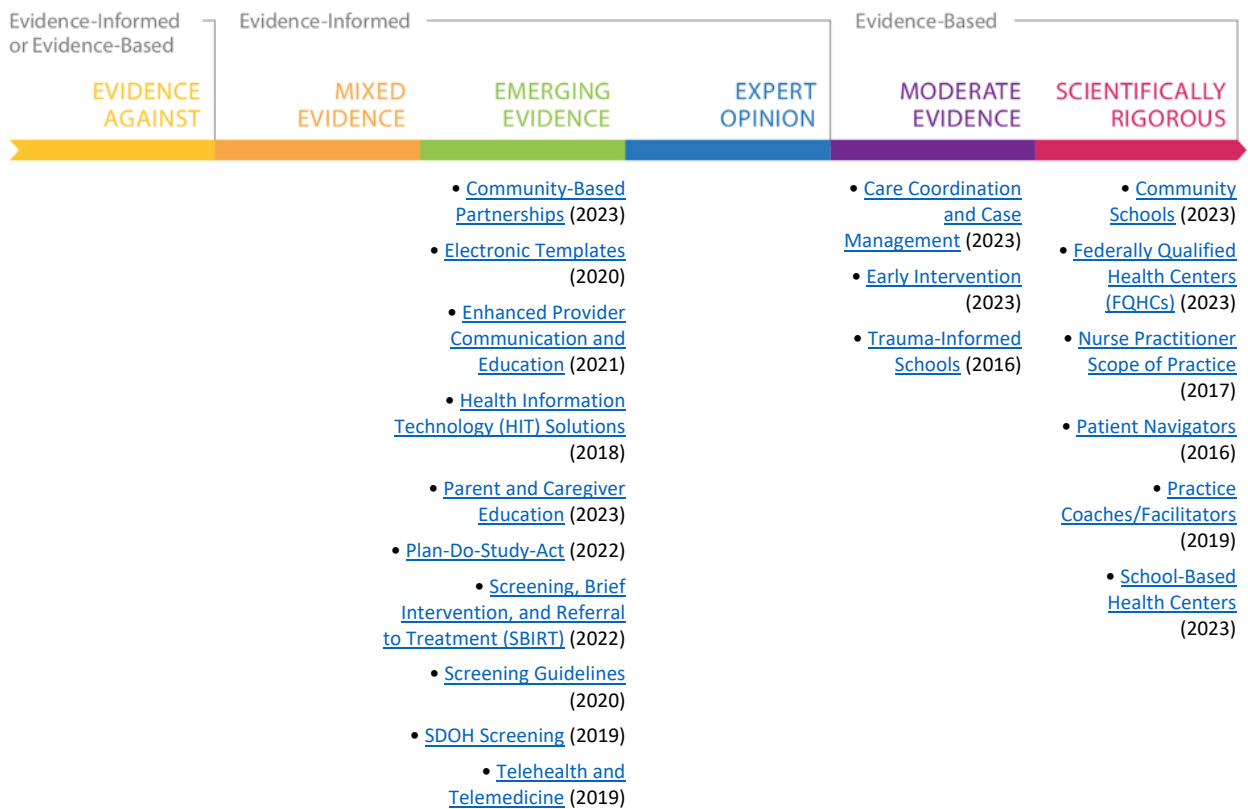 Evidence-Informed
or Evidence-Based
Evidence-Informed
Evidence-Based
EVIDENCE
AGAINST
MIXED
EVIDENCE
EMERGING
EVIDENCE
EXPERT
OPINION
MODERATE
EVIDENCE
SCIENTIFICALLY
RIGOROUS
• Community-Based
Partnerships (2023)
• Electronic Templates
(2020)
• Enhanced Provider
Communication and
Education (2021)
• Health Information
Technology (HIT) Solutions
(2018)
• Parent and Caregiver
Education (2023)
• Plan-Do-Study-Act (2022)
• Screening, Brief
Intervention, and Referral
to Treatment (SBIRT) (2022)
• Screening Guidelines
(2020)
• SDOH Screening (2019)
• Telehealth and
Telemedicine (2019)
• Care Coordination
and Case
Management (2023)
• Early Intervention
(2023)
• Trauma-Informed
Schools (2016)
• Community
Schools (2023)
• Federally Qualified
Health Centers
(FQHCs) (2023)
• Nurse Practitioner
Scope of Practice
(2017)
• Patient Navigators
(2016)
• Practice
Coaches/Facilitators
(2019)
• School-Based
Health Centers
(2023)